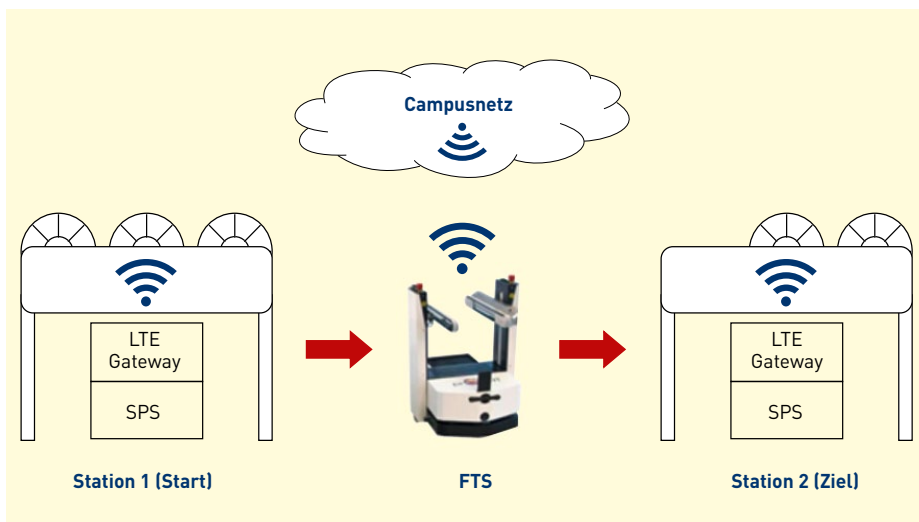 Campusnetz
LTE
Gateway
SPS
LTE
Gateway
SPS
Station 1 (Start)
FTS
Station 2 (Ziel)